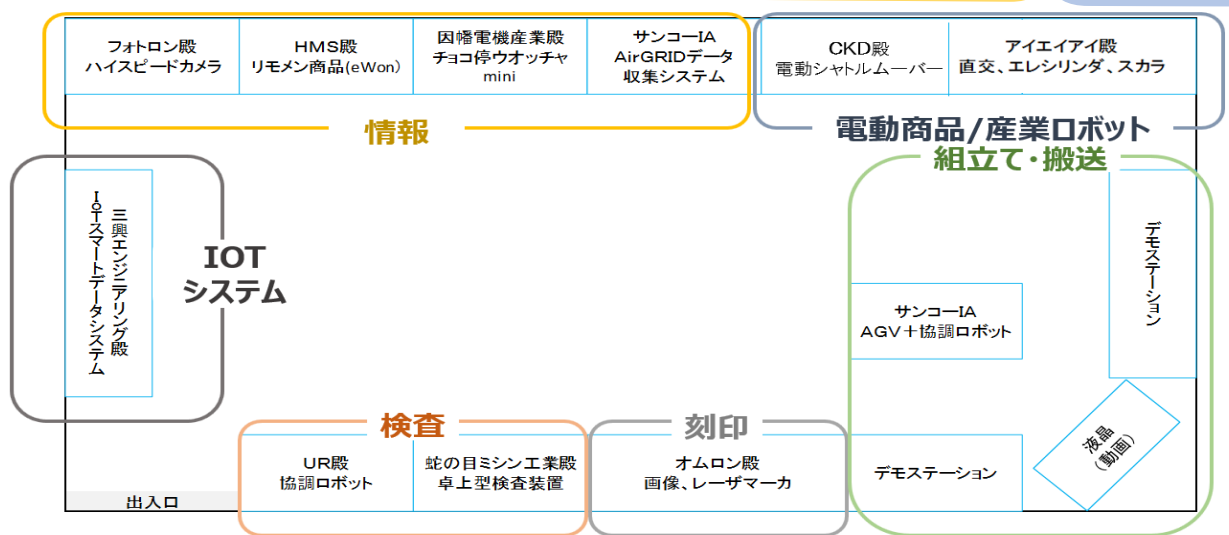 フォトロン殿
ハイスピードカメラ
HMS殿
リモメン商品(eWon)
因幡電機産業殿
チョコ停ウオッチャ
mini
サンコーIA
AirGRIDデータ
収集システム
CKD殿
電動シャトルムーバー
アイエイアイ殿
直交、エレシリンダ、スカラ
情報
電動商品/産業ロボット
組立て・搬送
三興エンジニアリング殿
IoTスマートデータシステム
IOT
システム
デモステーション
サンコーIA
AGV＋協調ロボット
検査
刻印
液晶
(動画)
UR殿
協調ロボット
蛇の目ミシン工業殿
卓上型検査装置
オムロン殿
画像、レーザマーカ
デモステーション
出入口